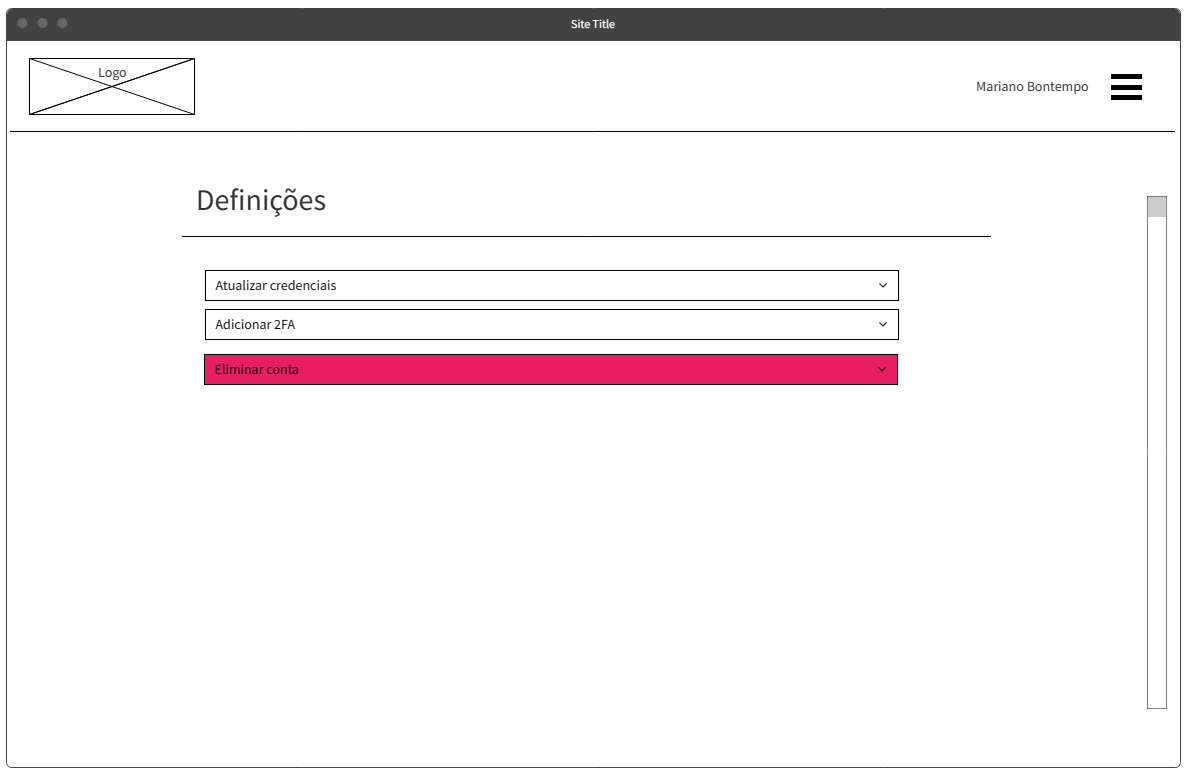 Site Title
Logo
Mariano Bontempo
Definições
Atualizar credenciais
Adicionar 2FA
Eliminar conta